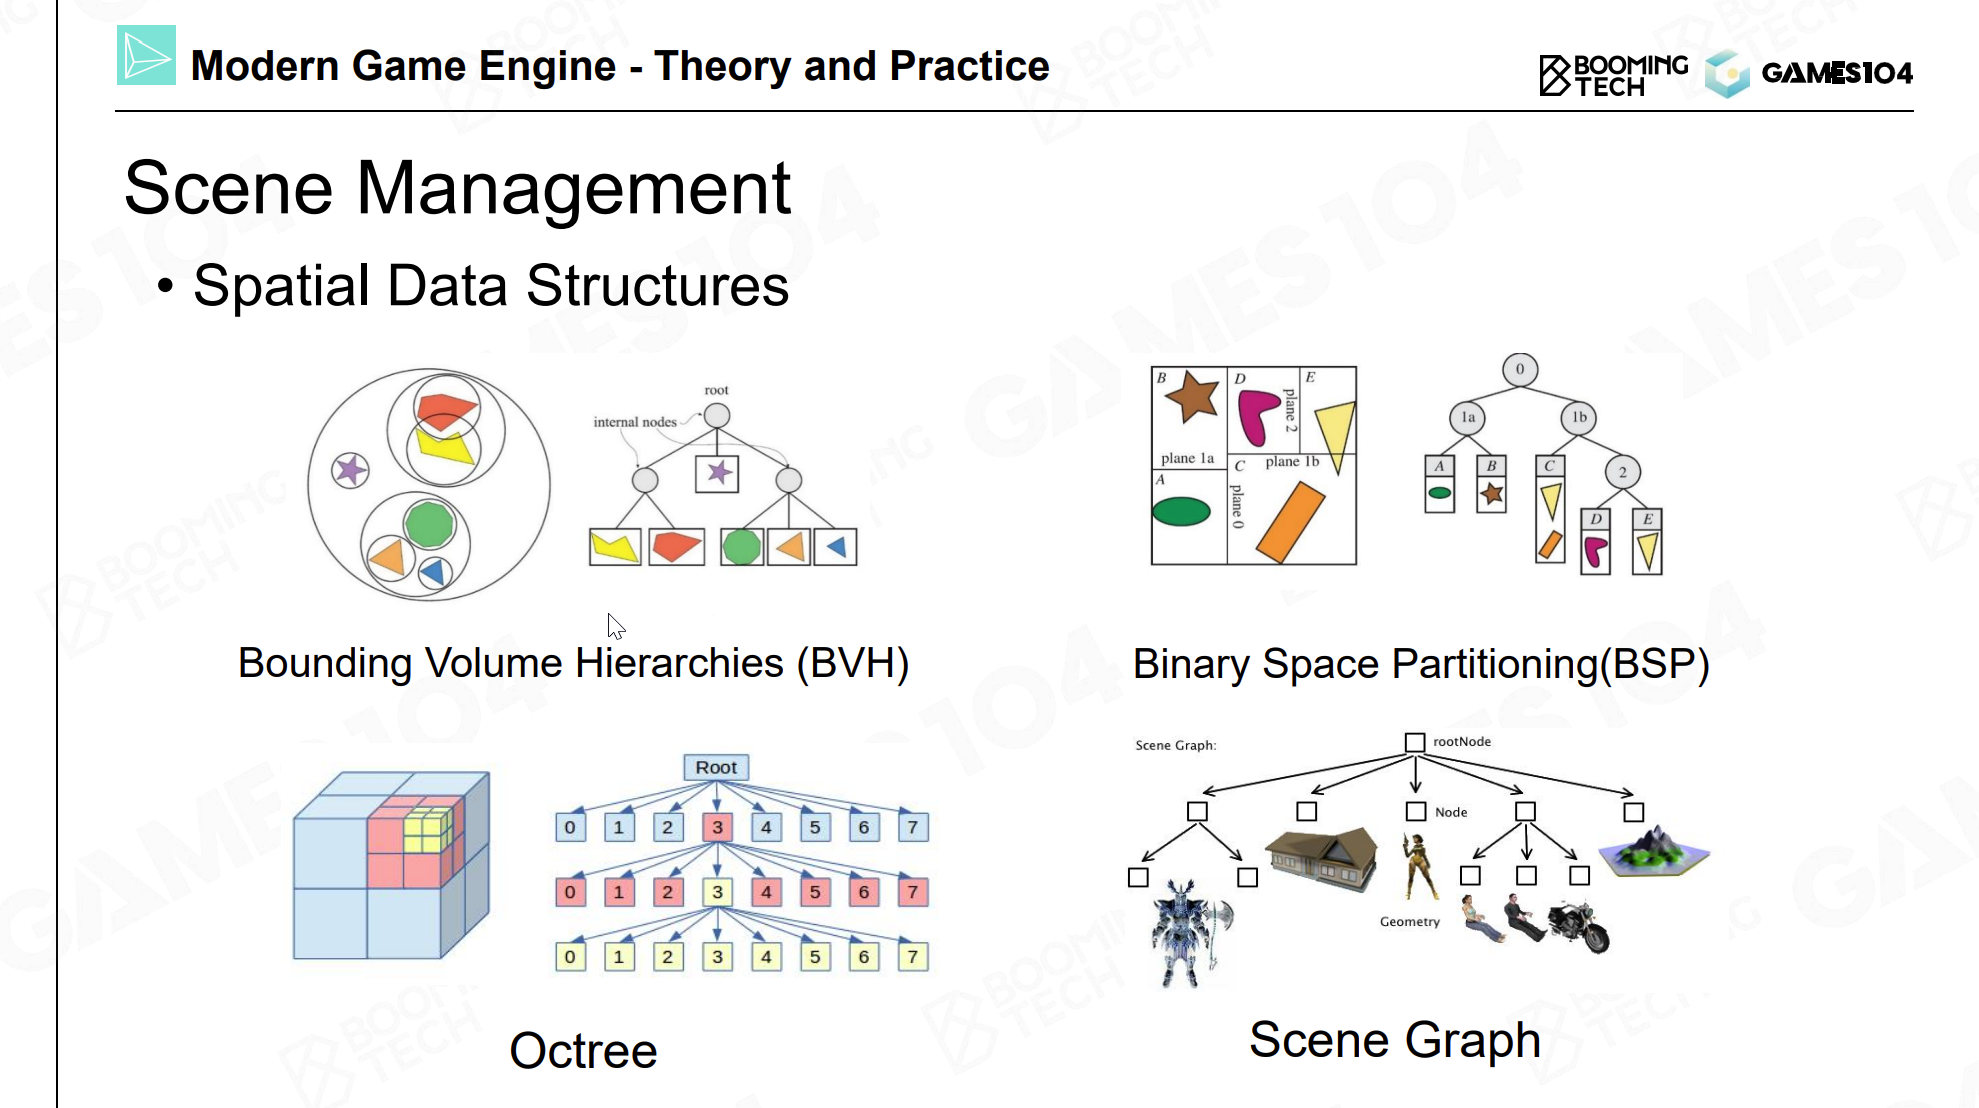 Modern Game Engine - Theory and Practice
BOOMING TECH
GAMES104
Scene Management
• Spatial Data Structures
root
internal nodes
Bounding Volume Hierarchies (BVH)
B
D
E
plane 2
plane 1a
C
plane 1b
A
plane 0
0
1a
1b
A
B
C
2
D
E
Binary Space Partitioning(BSP)
Root
0 1 2 3 4 5 6 7
0 1 2 3 4 5 6 7
0 1 2 3 4 5 6 7
Octree
Scene Graph:
rootNode
Node
Geometry
Scene Graph